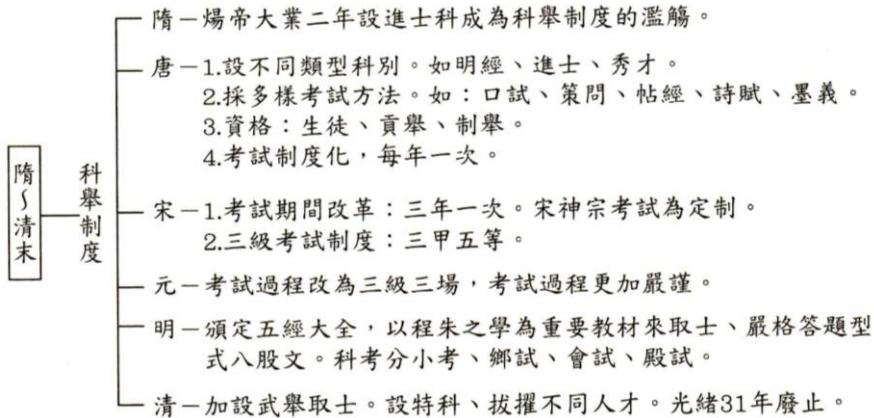 隋～清末
科舉制度
隋－煬帝大業二年設進士科成為科舉制度的濫觴。
唐－1.設不同類型科別。如明經、進士、秀才。
2.採多樣考試方法。如：口試、策問、帖經、詩賦、墨義。
3.資格：生徒、貢舉、制舉。
4.考試制度化，每年一次。
宋－1.考試期間改革：三年一次。宋神宗考試為定制。
2.三級考試制度：三甲五等。
元－考試過程改為三級三場，考試過程更加嚴謹。
明－頒定五經大全，以程朱之學為重要教材來取士、嚴格答題型
式八股文。科考分小考、鄉試、會試、殿試。
清－加設武舉取士。設特科、拔擢不同人才。光緒31年廢止。